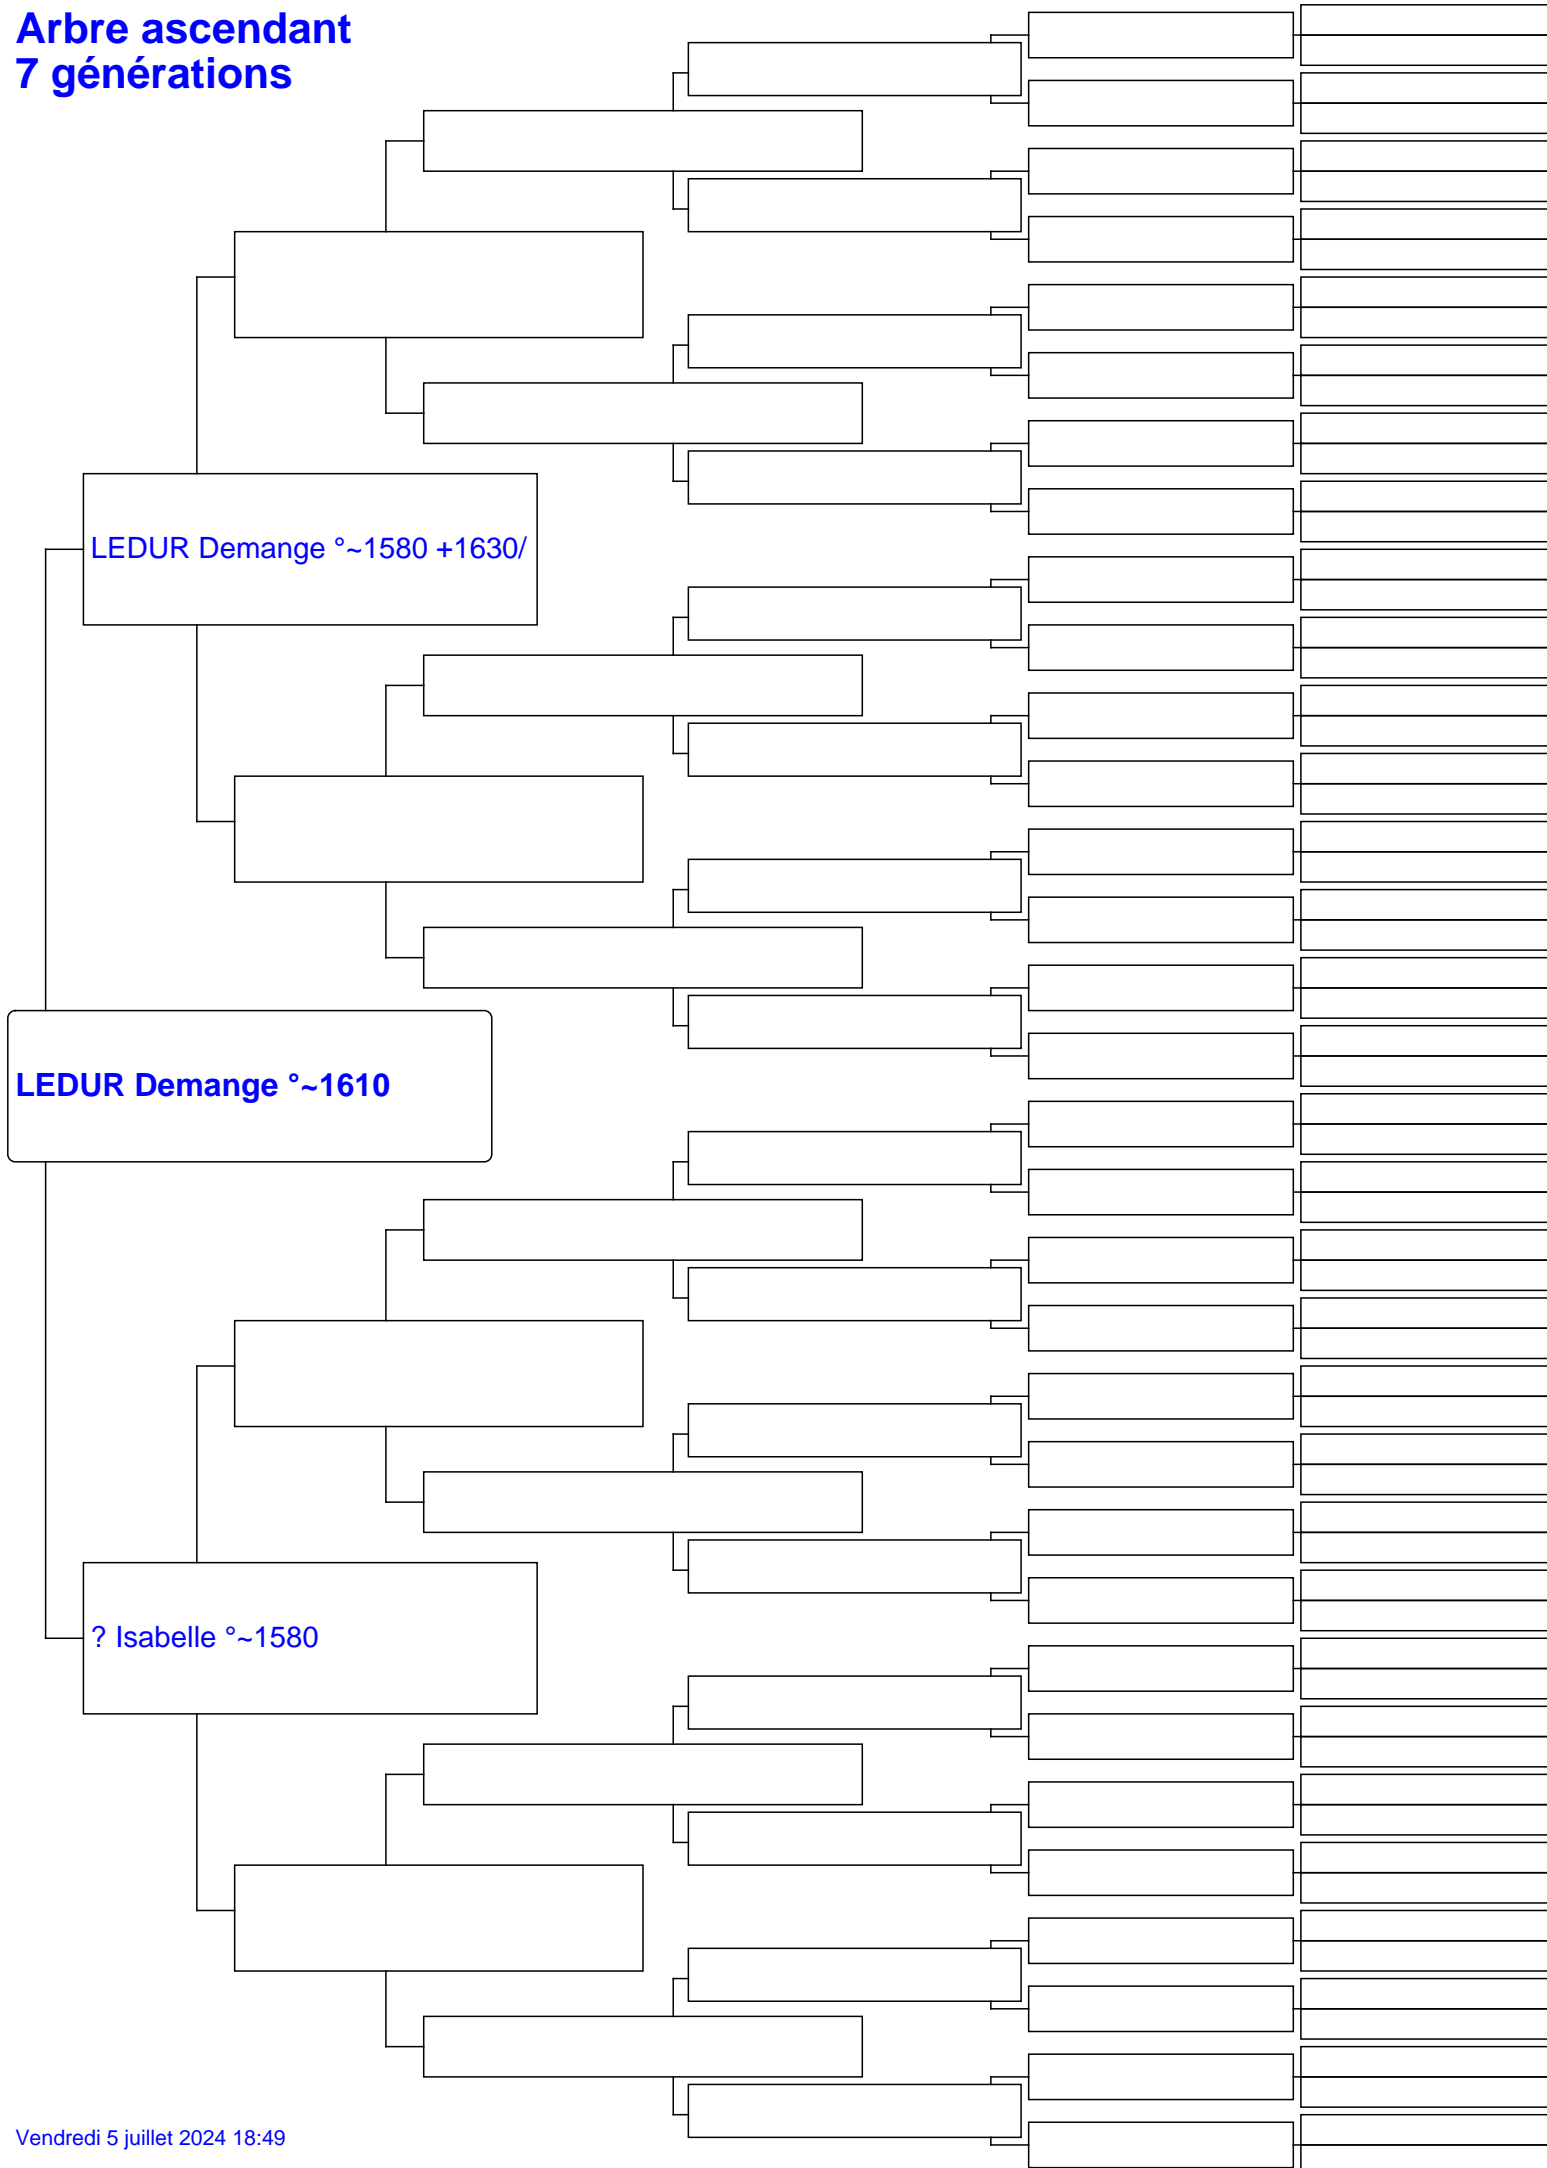 Arbre ascendant
7 générations
LEDUR Demange °~1580 +1630/
LEDUR Demange °~1610
? Isabelle °~1580
Vendredi 5 juillet 2024 18:49